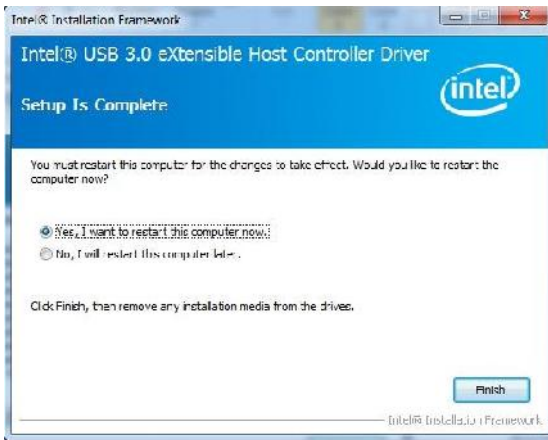 Intel® Installation Framework
Intel® USB 3.0 eXtensible Host Controller Driver
intel
Setup Is Complete
You must restart this computer for the changes to take effect. Would you like to restart the
computer now?
Yes, I want to restart this computer now.
No, I will restart this computer later.
Click Finish, then remove any installation media from the drives.
Finish
Intel® Installation Framework